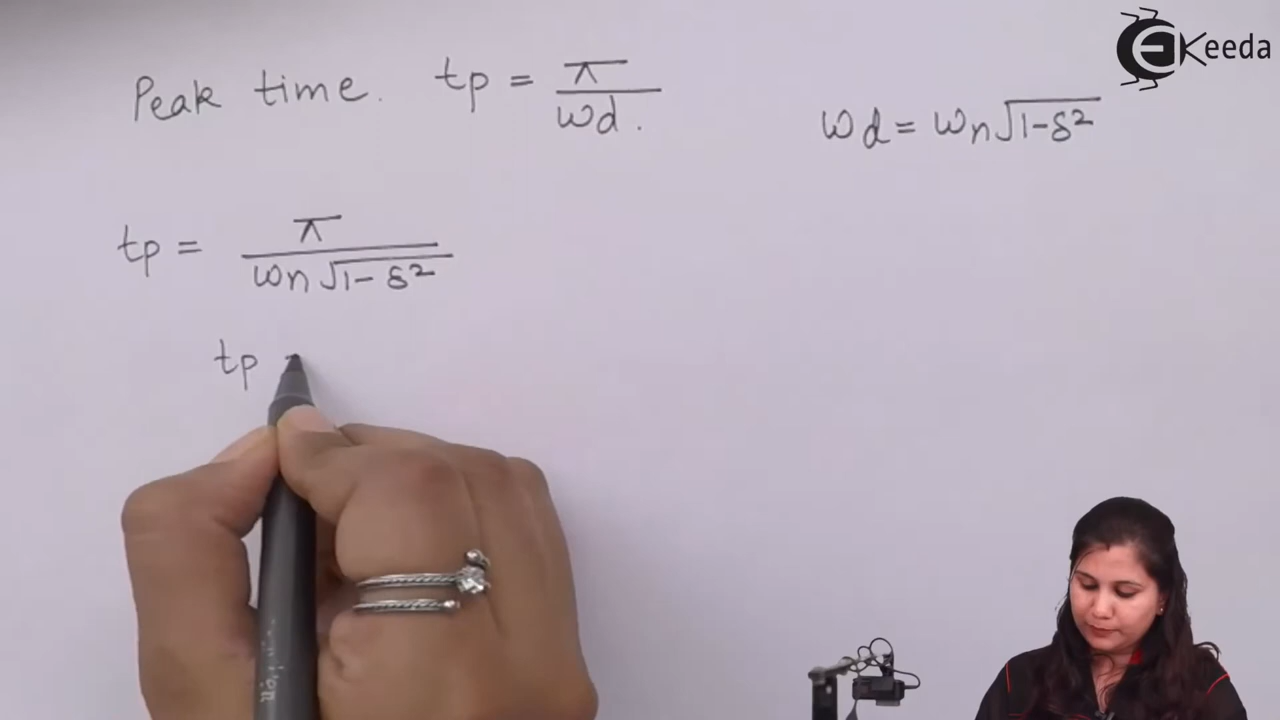 EKeeda
Peak time. tp = π / ωd.
ωd = ωn√1-δ²
tp = π / ωn√1-δ²
tp